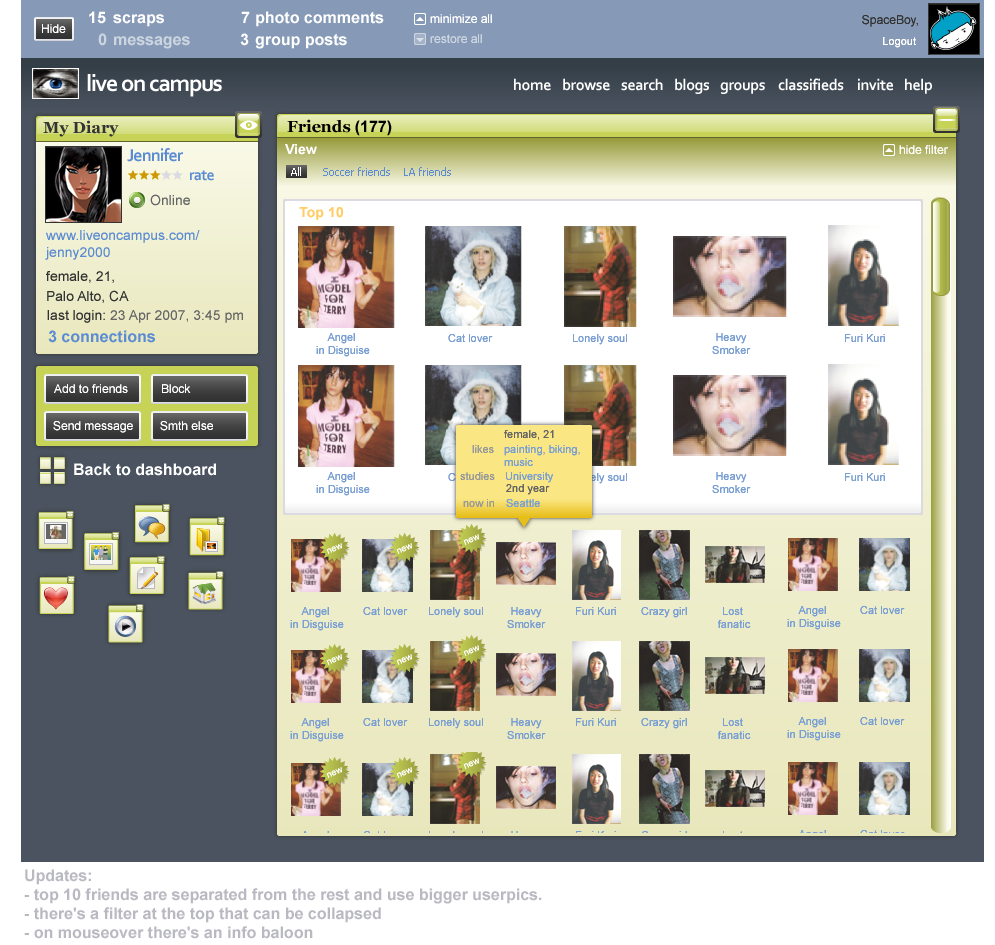 Hide
15 scraps
0 messages
7 photo comments
3 group posts
minimize all
restore all
SpaceBoy,
Logout
live on campus
home browse search blogs groups classifieds invite help
My Diary
Jennifer
rate
Online
www.liveoncampus.com/
jenny2000
female, 21,
Palo Alto, CA
last login: 23 Apr 2007, 3:45 pm
3 connections
Add to friends
Block
Send message
Smth else
Back to dashboard
Friends (177)
View
hide filter
All Soccer friends LA friends
Top 10
I
MODEL
FOR
TERRY
Angel
in Disguise
Cat lover
Lonely soul
Heavy
Smoker
Furi Kuri
I
MODEL
FOR
TERRY
Angel
in Disguise
C
ely soul
Heavy
Smoker
Furi Kuri
female, 21
likes painting, biking,
music
studies University
2nd year
now in Seattle
new new new
Angel
in Disguise
Cat lover
Lonely soul
Heavy
Smoker
Furi Kuri
Crazy girl
Lost
fanatic
Angel
in Disguise
Cat lover
new new new
Angel
in Disguise
Cat lover
Lonely soul
Heavy
Smoker
Furi Kuri
Crazy girl
Lost
fanatic
Angel
in Disguise
Cat lover
new new new
Updates:
- top 10 friends are separated from the rest and use bigger userpics.
- there's a filter at the top that can be collapsed
- on mouseover there's an info baloon